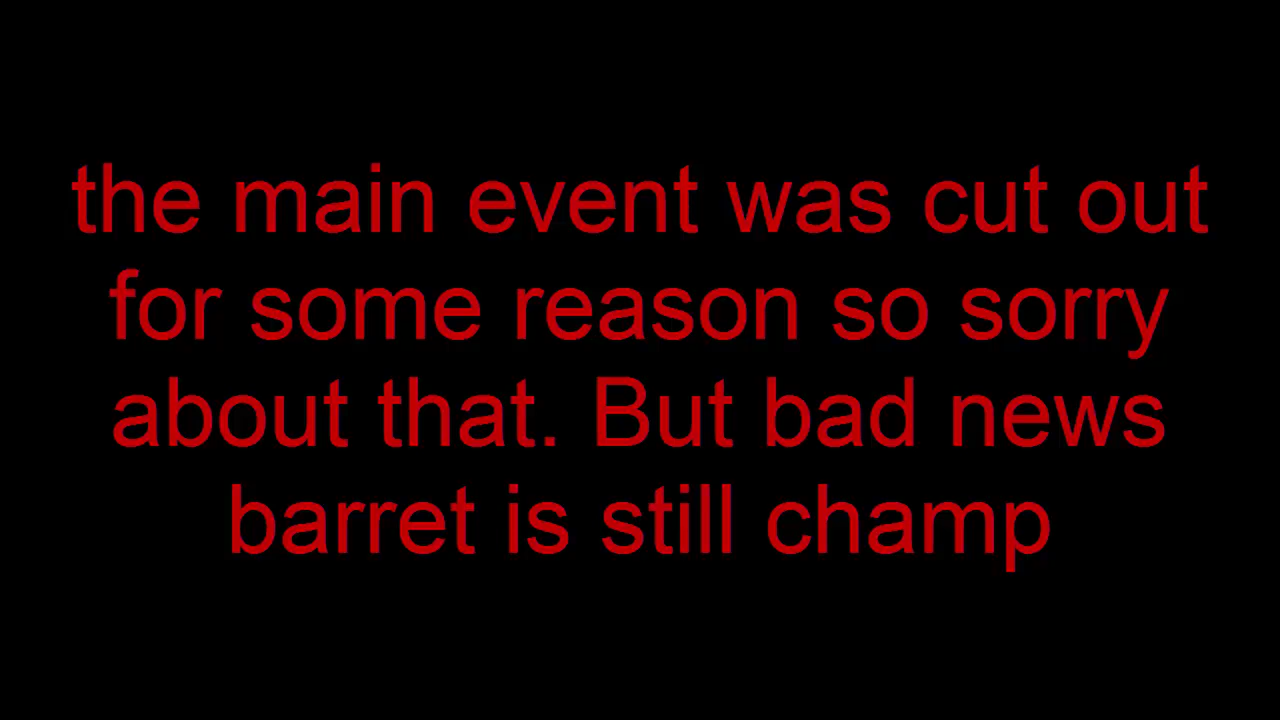 the main event was cut out
for some reason so sorry
about that. But bad news
barret is still champ